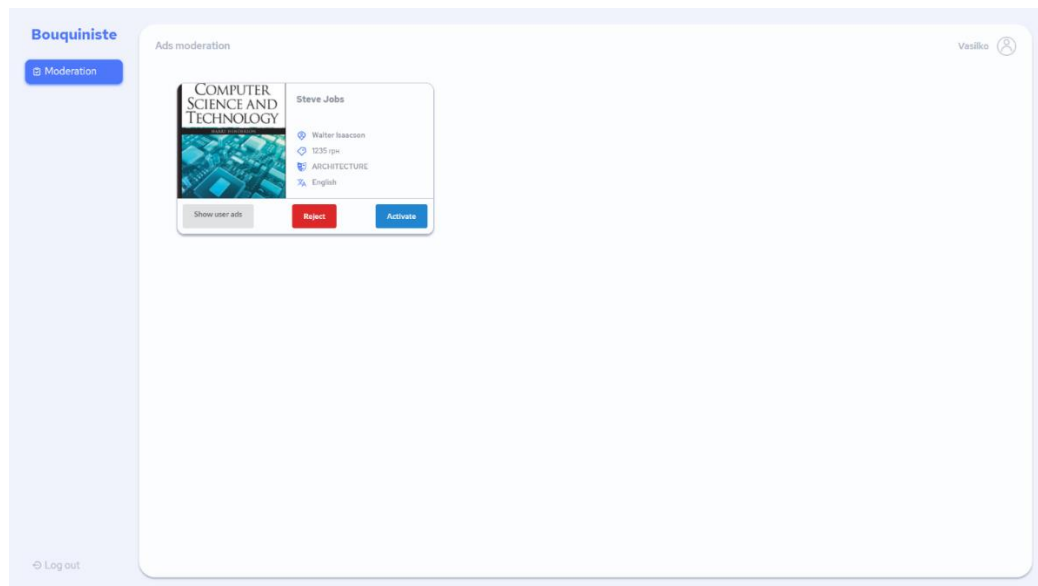 Bouquiniste
Ads moderation
Vasilko
Moderation
COMPUTER
SCIENCE AND
TECHNOLOGY
Steve Jobs
Walter Isaacson
1235 грн
ARCHITECTURE
English
Show user ads
Reject
Activate
Log out